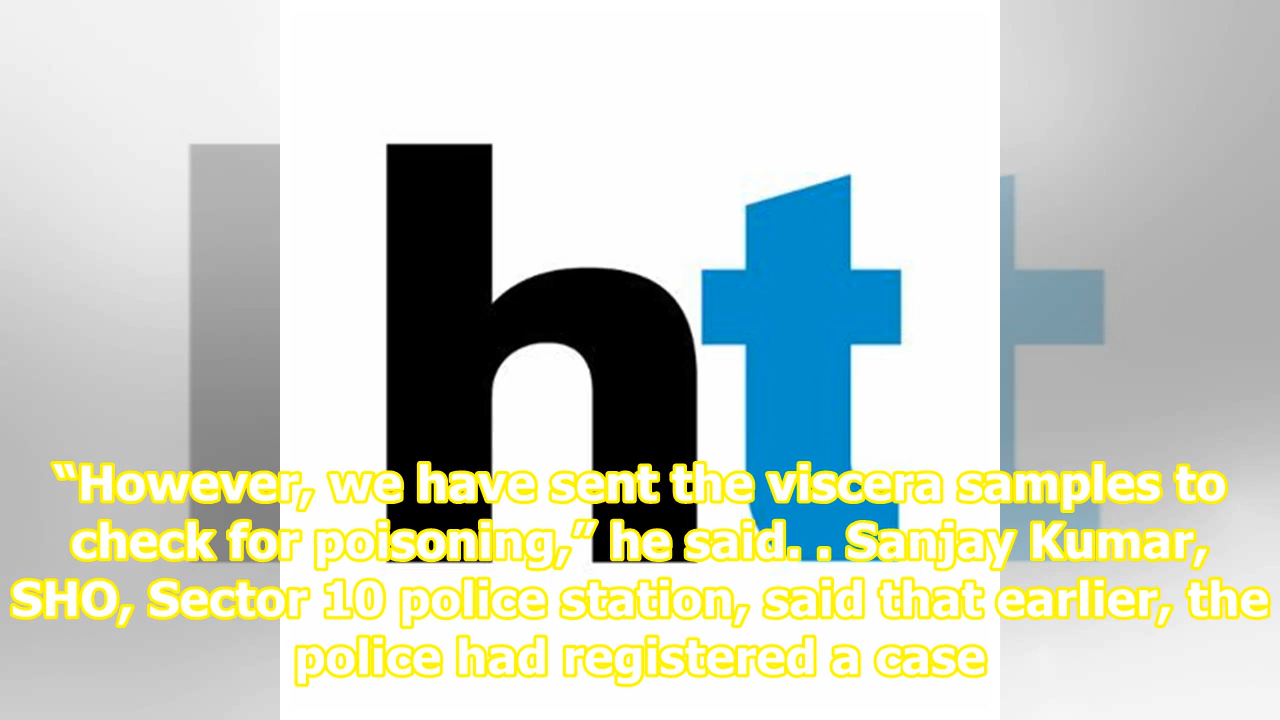 ht
“However, we have sent the viscera samples to
check for poisoning,” he said. . Sanjay Kumar,
SHO, Sector 10 police station, said that earlier, the
police had registered a case